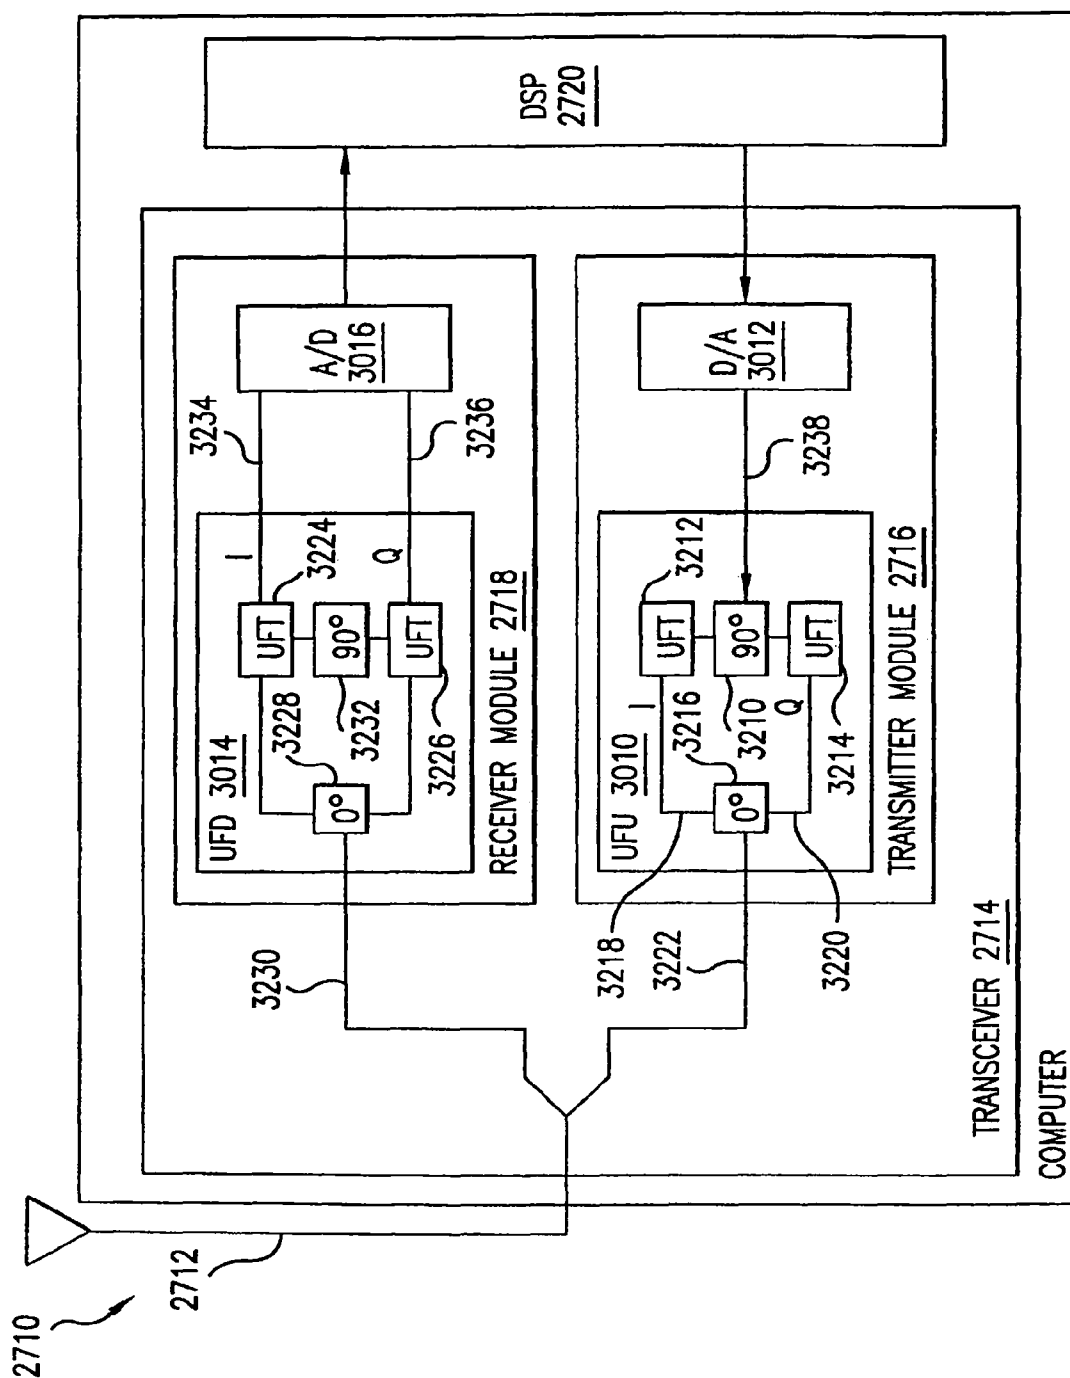 2710
2712
COMPUTER
TRANSCEIVER 2714
3230
3222
3218
3220
RECEIVER MODULE 2718
UFD 3014
0°
3228
UFT
3224
90°
3232
UFT
3226
I
Q
3234
3236
A/D
3016
TRANSMITTER MODULE 2716
UFU 3010
0°
3216
I
Q
UFT
3212
90°
3210
UFT
3214
3238
D/A
3012
DSP
2720